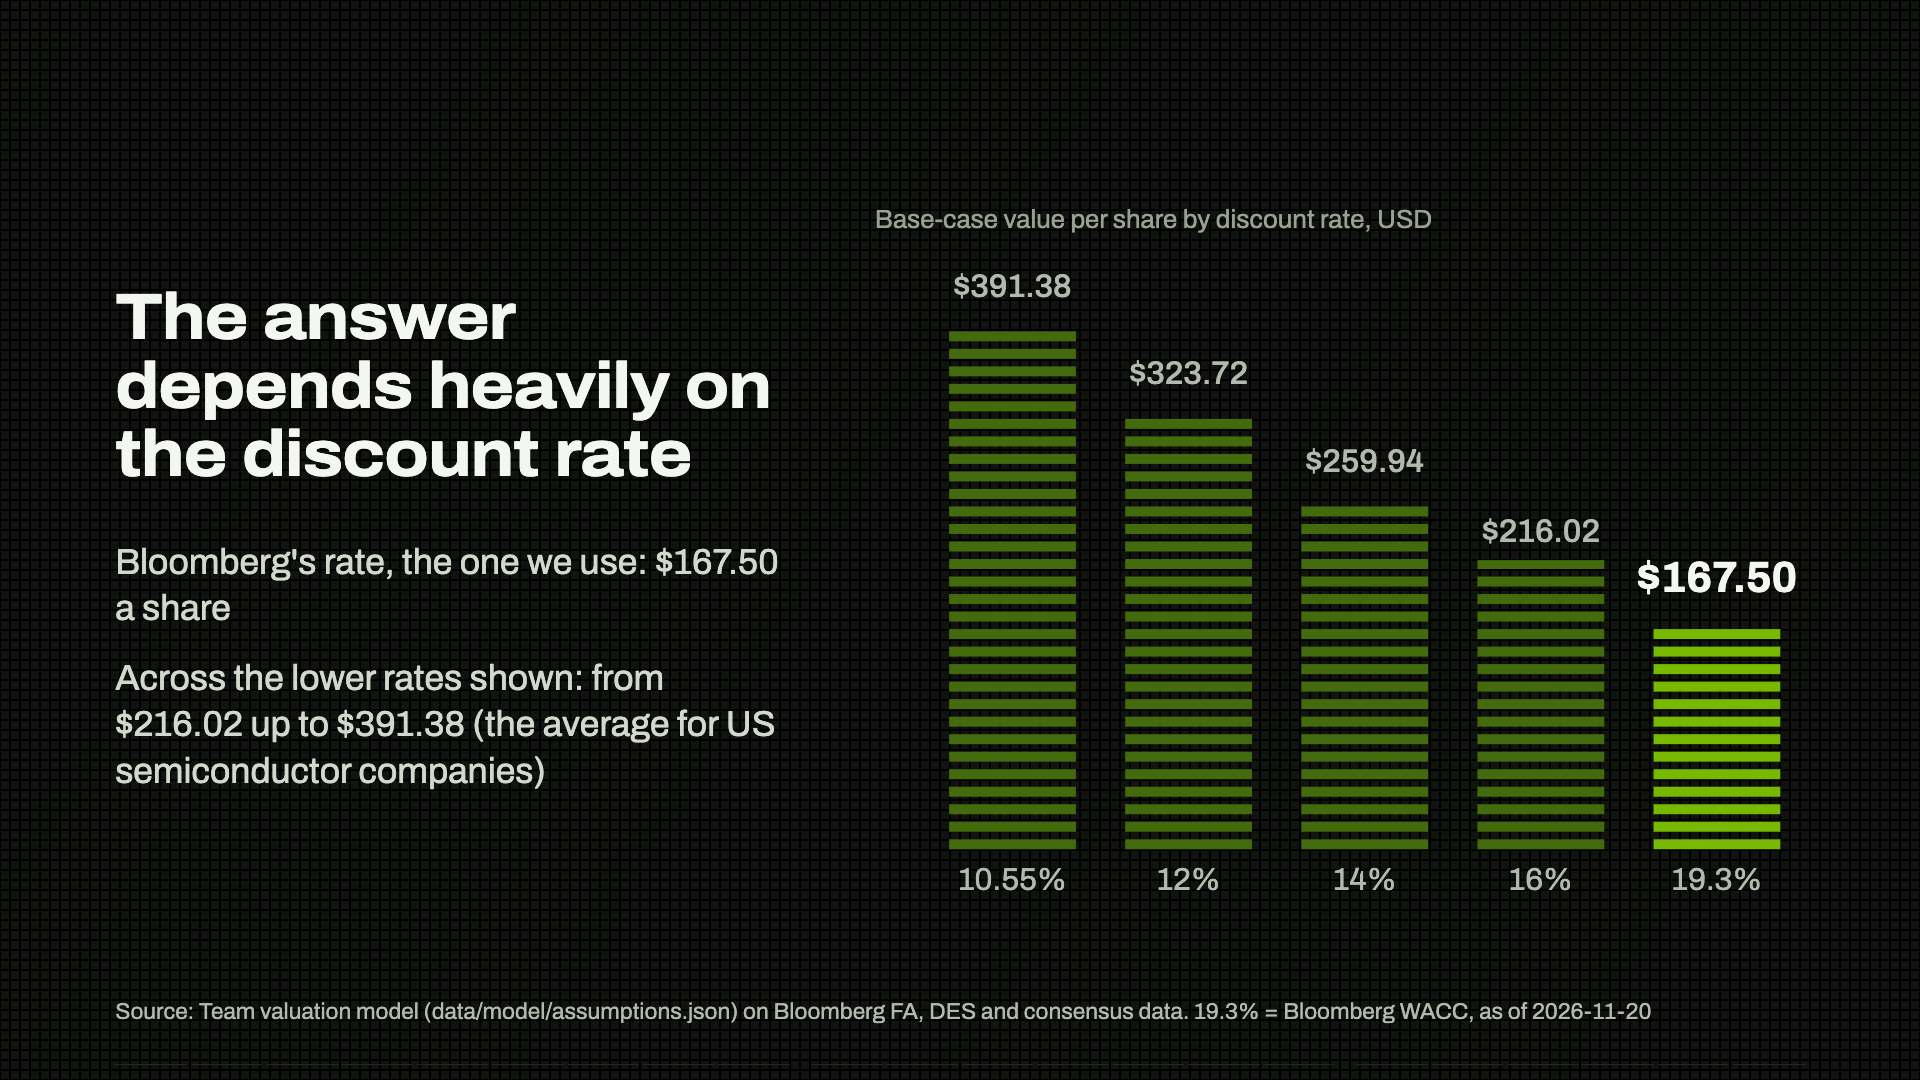 The answer
depends heavily on
the discount rate
Bloomberg's rate, the one we use: $167.50
a share
Across the lower rates shown: from
$216.02 up to $391.38 (the average for US
semiconductor companies)
Base-case value per share by discount rate, USD
$391.38
$323.72
$259.94
$216.02
$167.50
10.55%
12%
14%
16%
19.3%
Source: Team valuation model (data/model/assumptions.json) on Bloomberg FA, DES and consensus data. 19.3% = Bloomberg WACC, as of 2026-11-20